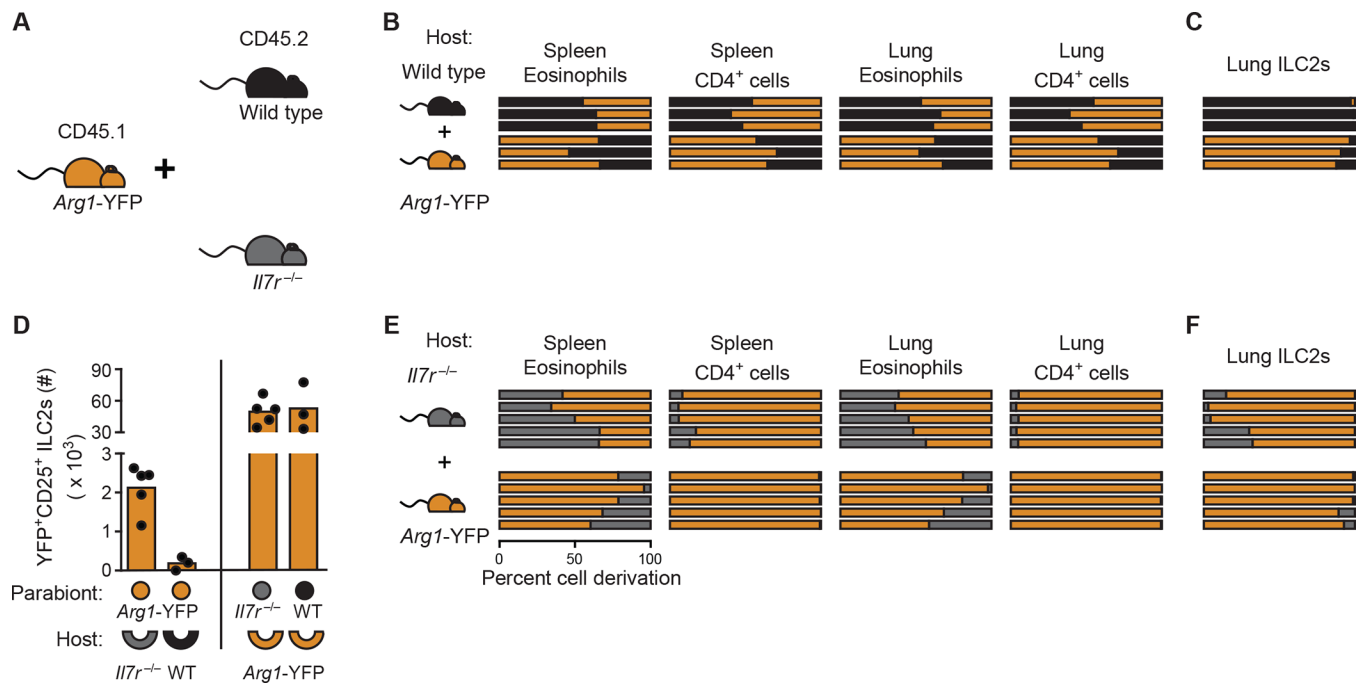 A
CD45.2
Wild type
CD45.1
+
Arg1-YFP
Il7r–/–
B
Host:
Wild type
+
Arg1-YFP
Spleen
Eosinophils
Spleen
CD4+ cells
Lung
Eosinophils
Lung
CD4+ cells
C
Lung ILC2s
D
YFP+CD25+ ILC2s (#)
( x 103)
90
60
30
3
2
1
0
Parabiont:
Arg1-YFP
Il7r–/– WT
Host:
Il7r–/– WT
Arg1-YFP
E
Host:
Il7r–/–
+
Arg1-YFP
Spleen
Eosinophils
Spleen
CD4+ cells
Lung
Eosinophils
Lung
CD4+ cells
0 50 100
Percent cell derivation
F
Lung ILC2s